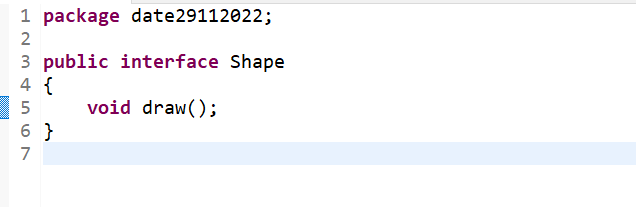 1 package date29112022;
2
3 public interface Shape
4 {
5     void draw();
6 }
7